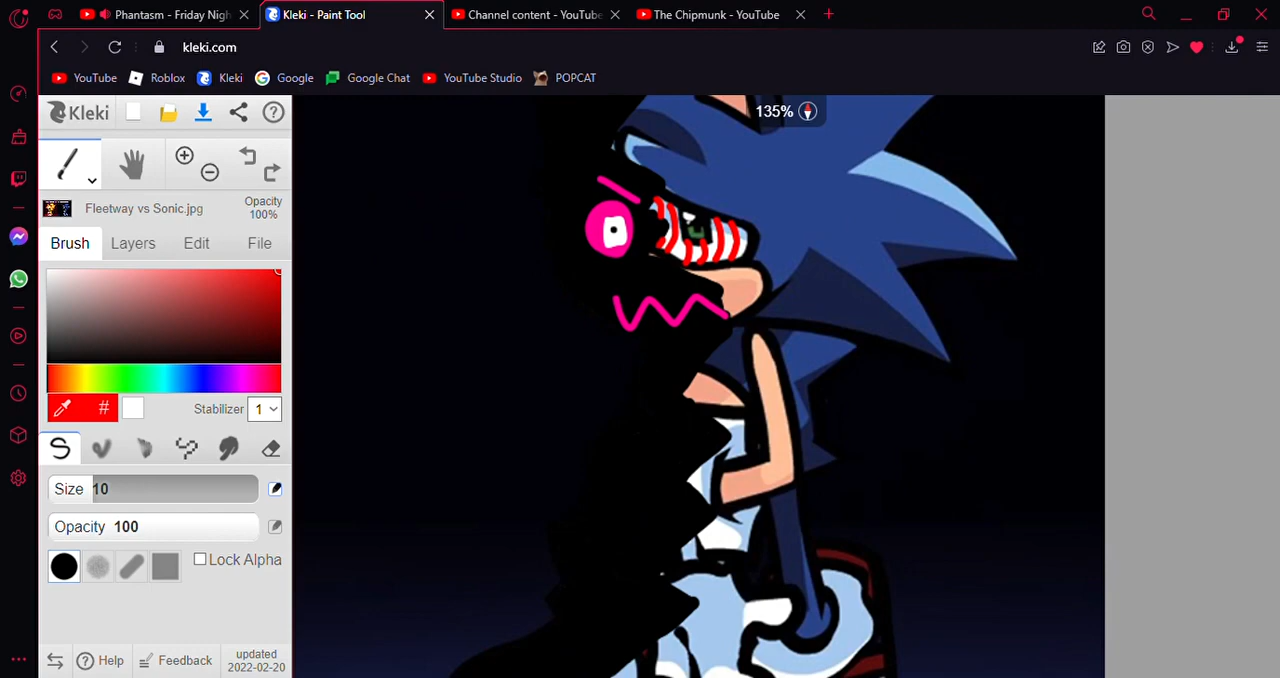 Phantasm - Friday Nigh
Kleki - Paint Tool
Channel content - YouTube
The Chipmunk - YouTube
kleki.com
YouTube
Roblox
Kleki
Google
Google Chat
YouTube Studio
POPCAT
Kleki
135%
Fleetway vs Sonic.jpg
Opacity
100%
Brush
Layers
Edit
File
#
Stabilizer
1
Size 10
Opacity 100
Lock Alpha
Help
Feedback
updated
2022-02-20